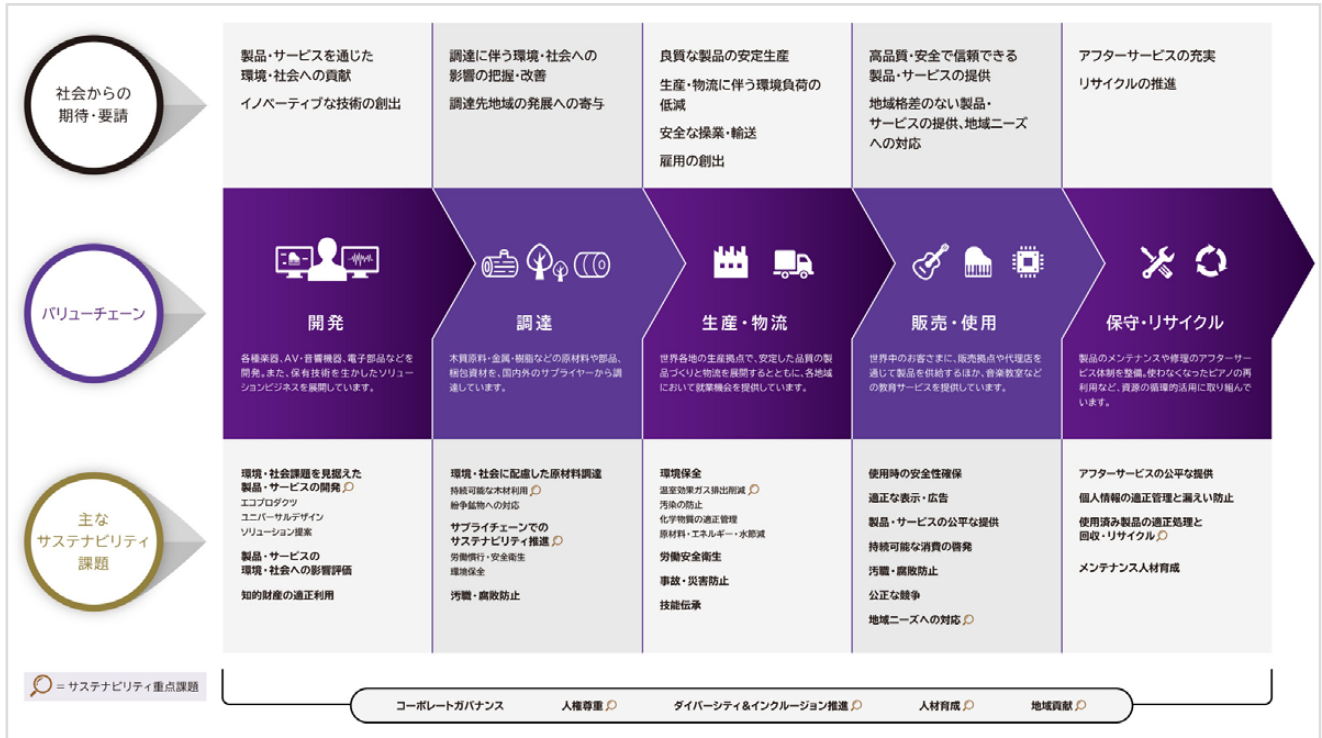 社会からの
期待・要請
製品・サービスを通じた
環境・社会への貢献
イノベーティブな技術の創出
調達に伴う環境・社会への
影響の把握・改善
調達先地域の発展への寄与
良質な製品の安定生産
生産・物流に伴う環境負荷の
低減
安全な操業・輸送
雇用の創出
高品質・安全で信頼できる
製品・サービスの提供
地域格差のない製品・
サービスの提供、地域ニーズ
への対応
アフターサービスの充実
リサイクルの推進
バリューチェーン
開発
各種楽器、AV・音響機器、電子部品などを
開発。また、保有技術を生かしたソリュー
ションビジネスを展開しています。
調達
木質原料・金属・樹脂などの原材料や部品、
梱包資材を、国内外のサプライヤーから調
達しています。
生産・物流
世界各地の生産拠点で、安定した品質の製
品づくりと物流を展開するとともに、各地域
において就業機会を提供しています。
販売・使用
世界中のお客さまに、販売拠点や代理店を
通じて製品を供給するほか、音楽教室など
の教育サービスを提供しています。
保守・リサイクル
製品のメンテナンスや修理のアフターサー
ビス体制を整備。使わなくなったピアノの再
利用など、資源の循環的活用に取り組んで
います。
主な
サステナビリティ
課題
環境・社会課題を見据えた
製品・サービスの開発
エコプロダクツ
ユニバーサルデザイン
ソリューション提案
製品・サービスの
環境・社会への影響評価
知的財産の適正利用
環境・社会に配慮した原材料調達
持続可能な木材利用
紛争鉱物への対応
サプライチェーンでの
サステナビリティ推進
労働慣行・安全衛生
環境保全
汚職・腐敗防止
環境保全
温室効果ガス排出削減
汚染の防止
化学物質の適正管理
原材料・エネルギー・水節減
労働安全衛生
事故・災害防止
技能伝承
使用時の安全性確保
適正な表示・広告
製品・サービスの公平な提供
持続可能な消費の啓発
汚職・腐敗防止
公正な競争
地域ニーズへの対応
アフターサービスの公平な提供
個人情報の適正管理と漏えい防止
使用済み製品の適正処理と
回収・リサイクル
メンテナンス人材育成
=サステナビリティ重点課題
コーポレートガバナンス 人権尊重 ダイバーシティ&インクルージョン推進 人材育成 地域貢献